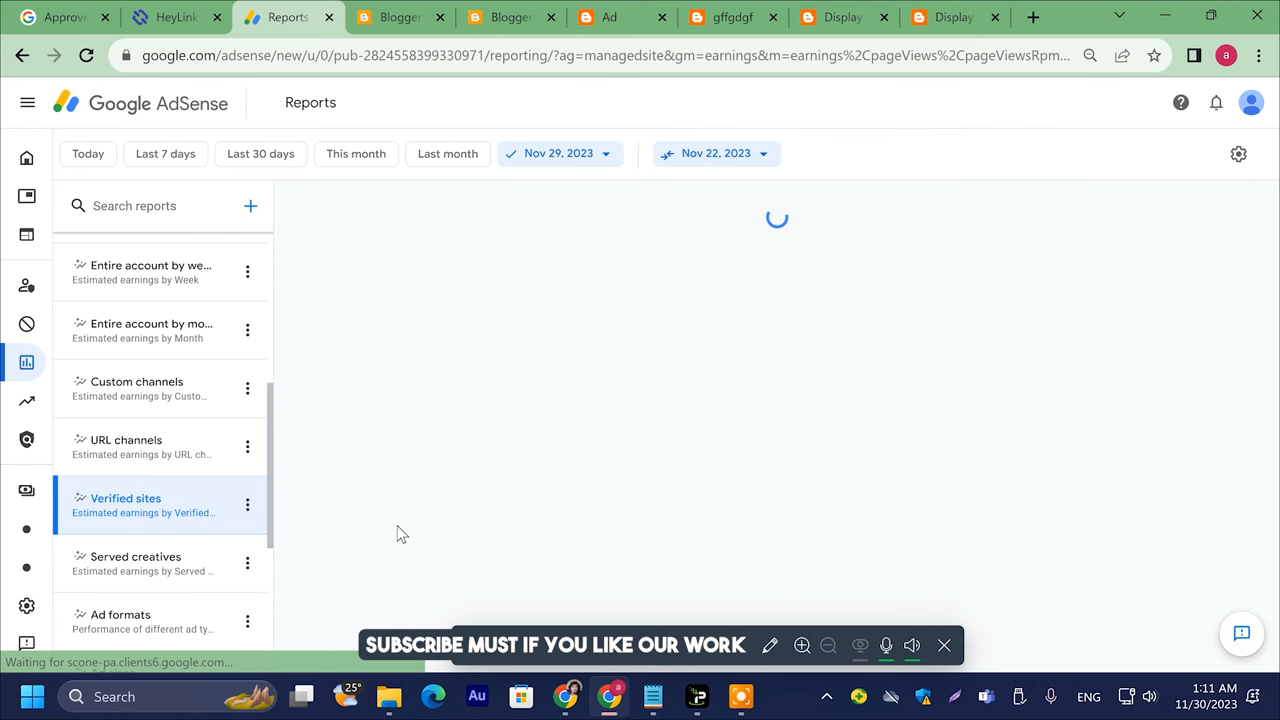 Approve
HeyLink
Reports
Blogger
Blogger
Ad
gffgdgf
Display
Display
google.com/adsense/new/u/0/pub-2824558399330971/reporting/?ag=managedsite&gm=earnings&m=earnings%2CpageViews%2CpageViewsRpm...
a
Google AdSense
Reports
Today
Last 7 days
Last 30 days
This month
Last month
Nov 29, 2023
Nov 22, 2023
Search reports
Entire account by we...
Estimated earnings by Week
Entire account by mo...
Estimated earnings by Month
Custom channels
Estimated earnings by Custo...
URL channels
Estimated earnings by URL ch...
Verified sites
Estimated earnings by Verified...
Served creatives
Estimated earnings by Served ...
Ad formats
Performance of different ad ty...
SUBSCRIBE MUST IF YOU LIKE OUR WORK
Waiting for scone-pa.clients6.google.com...
Search
25°
Au
a
ENG
1:11 AM
11/30/2023